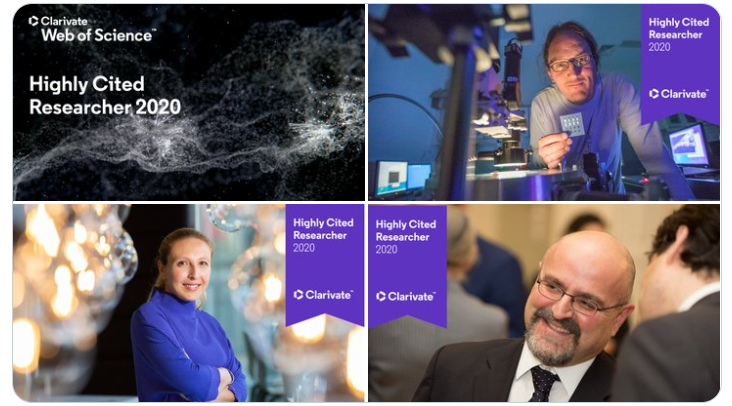 Clarivate
Web of Science™
Highly Cited
Researcher 2020
Highly Cited
Researcher
2020
Clarivate™
Highly Cited
Researcher
2020
Clarivate™
Highly Cited
Researcher
2020
Clarivate™